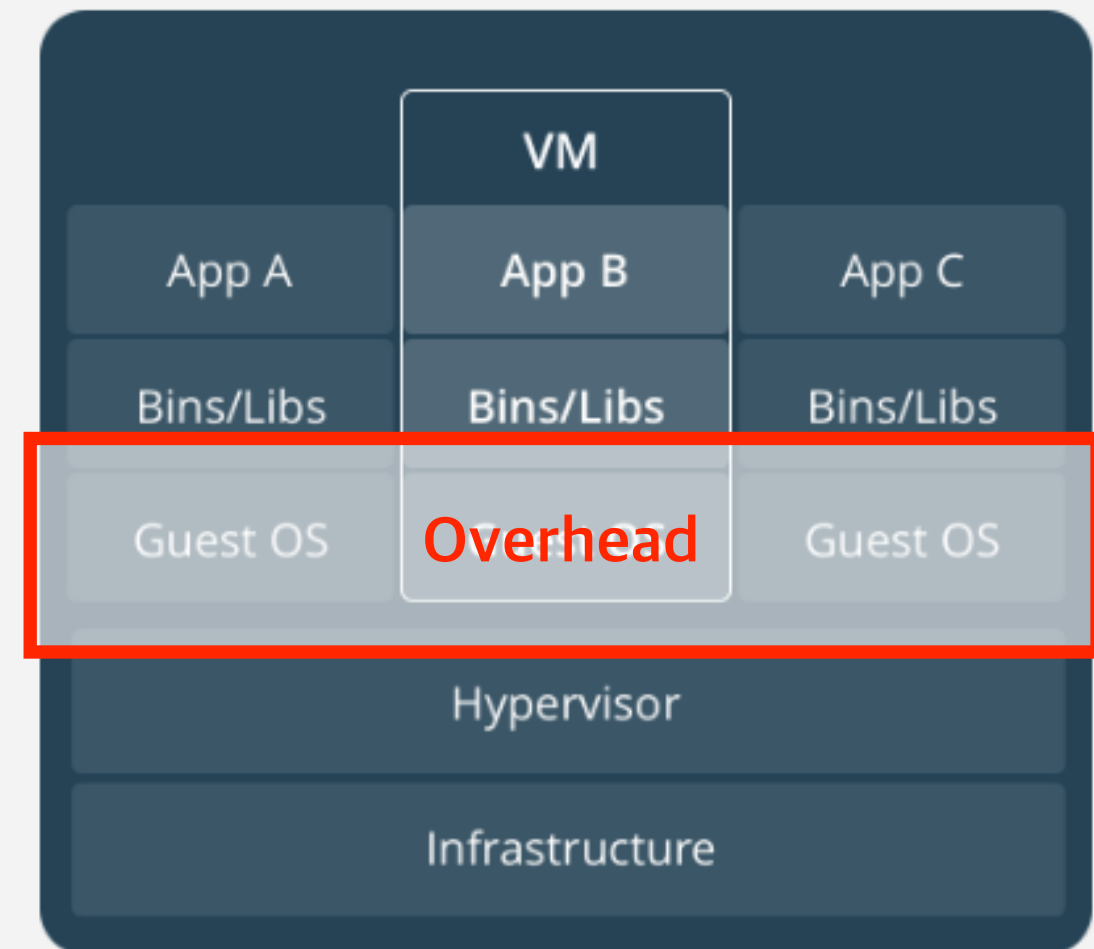 VM
App A App B App C
Bins/Libs Bins/Libs Bins/Libs
Guest OS Overhead Guest OS
Hypervisor
Infrastructure